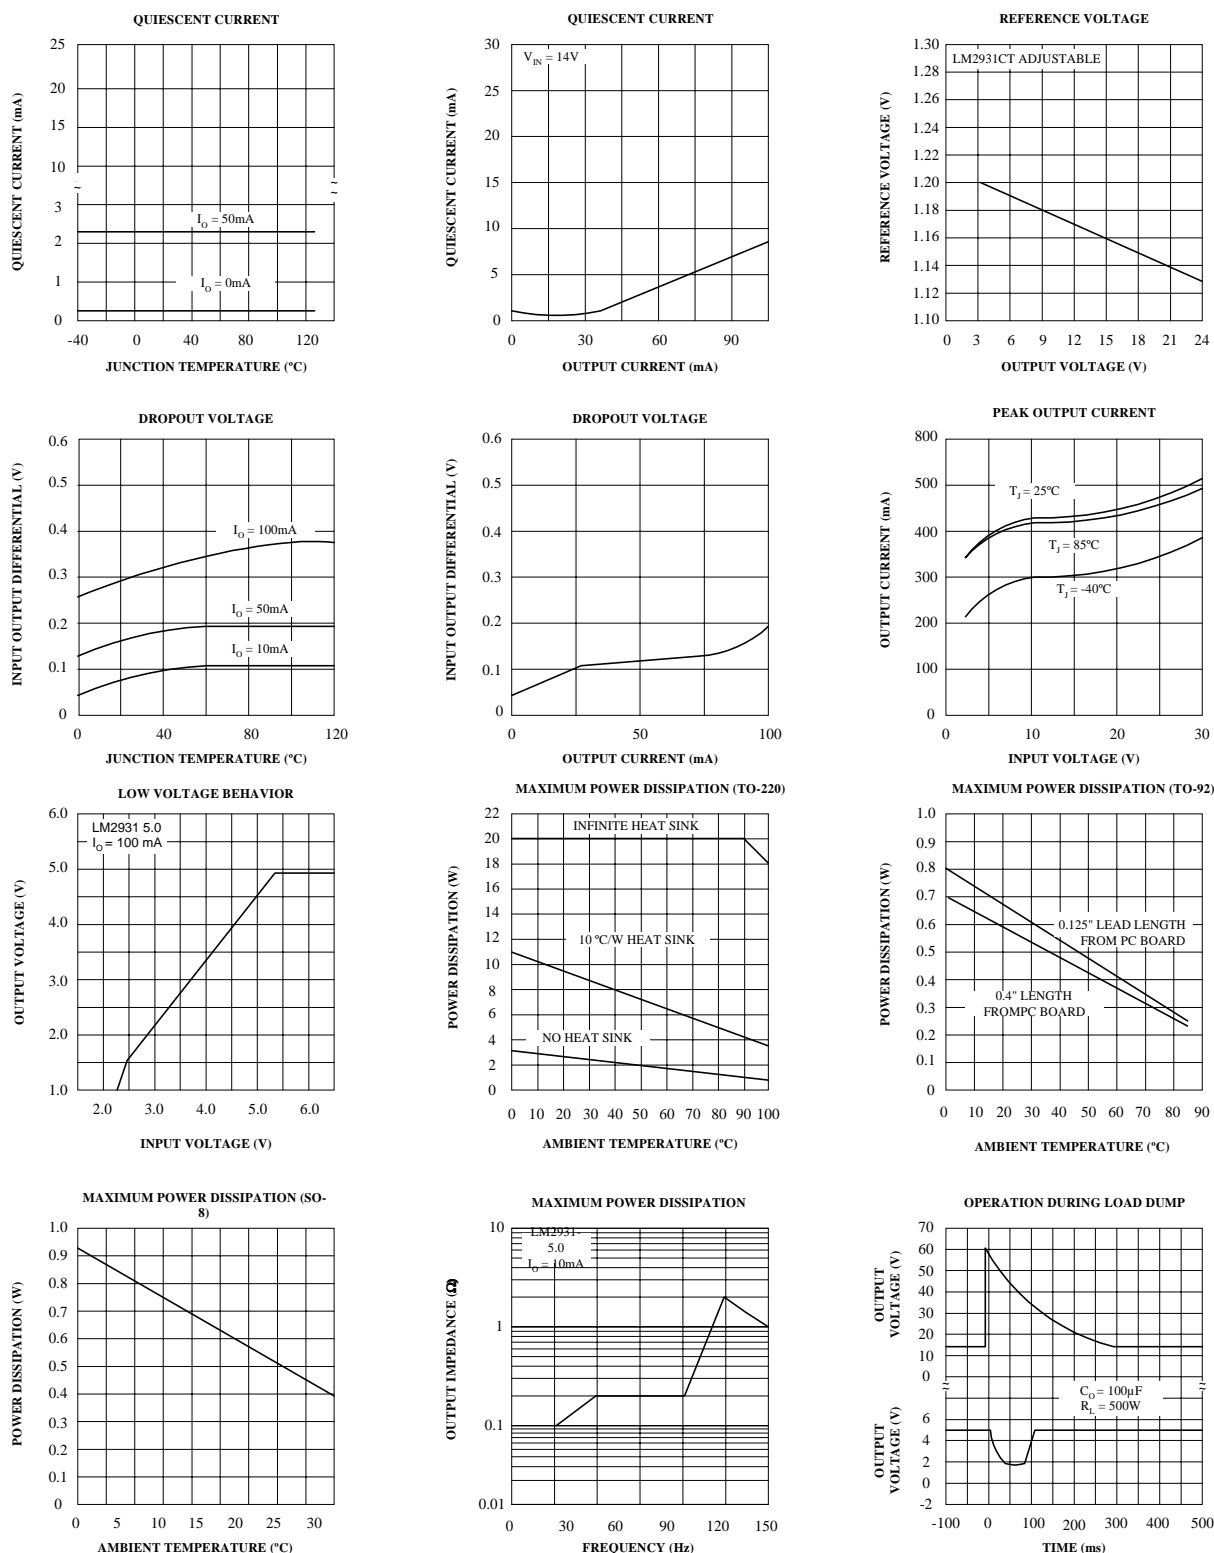 QUIESCENT CURRENT
QUIESCENT CURRENT (mA)
25
20
15
10
~
~
~
~
3
2
1
0
I_O = 50mA
I_O = 0mA
-40 0 40 80 120
JUNCTION TEMPERATURE (ºC)
QUIESCENT CURRENT
QUIESCENT CURRENT (mA)
30
25
20
15
10
5
0
V_IN = 14V
0 30 60 90
OUTPUT CURRENT (mA)
REFERENCE VOLTAGE
REFERENCE VOLTAGE (V)
1.30
1.28
1.26
1.24
1.22
1.20
1.18
1.16
1.14
1.12
1.10
LM2931CT ADJUSTABLE
0 3 6 9 12 15 18 21 24
OUTPUT VOLTAGE (V)
DROPOUT VOLTAGE
INPUT OUTPUT DIFFERENTIAL (V)
0.6
0.5
0.4
0.3
0.2
0.1
0
I_O = 100mA
I_O = 50mA
I_O = 10mA
0 40 80 120
JUNCTION TEMPERATURE (ºC)
DROPOUT VOLTAGE
INPUT OUTPUT DIFFERENTIAL (V)
0.6
0.5
0.4
0.3
0.2
0.1
0
0 50 100
OUTPUT CURRENT (mA)
PEAK OUTPUT CURRENT
OUTPUT CURRENT (mA)
800
500
400
300
200
100
0
T_J = 25ºC
T_J = 85ºC
T_J = -40ºC
0 10 20 30
INPUT VOLTAGE (V)
LOW VOLTAGE BEHAVIOR
OUTPUT VOLTAGE (V)
6.0
5.0
4.0
3.0
2.0
1.0
LM2931 5.0
I_O = 100 mA
2.0 3.0 4.0 5.0 6.0
INPUT VOLTAGE (V)
MAXIMUM POWER DISSIPATION (TO-220)
POWER DISSIPATION (W)
22
20
18
16
14
12
10
8
6
4
2
0
INFINITE HEAT SINK
10 ºC/W HEAT SINK
NO HEAT SINK
0 10 20 30 40 50 60 70 80 90 100
AMBIENT TEMPERATURE (ºC)
MAXIMUM POWER DISSIPATION (TO-92)
POWER DISSIPATION (W)
1.0
0.9
0.8
0.7
0.6
0.5
0.4
0.3
0.2
0.1
0
0.125" LEAD LENGTH
FROM PC BOARD
0.4" LENGTH
FROMPC BOARD
0 10 20 30 40 50 60 70 80 90
AMBIENT TEMPERATURE (ºC)
MAXIMUM POWER DISSIPATION (SO-
8)
POWER DISSIPATION (W)
1.0
0.9
0.8
0.7
0.6
0.5
0.4
0.3
0.2
0.1
0
0 5 10 15 20 25 30
AMBIENT TEMPERATURE (ºC)
MAXIMUM POWER DISSIPATION
OUTPUT IMPEDANCE (Ω)
10
1
0.1
0.01
LM2931-
5.0
I_O = 10mA
0 30 60 90 120 150
FREQUENCY (Hz)
OPERATION DURING LOAD DUMP
OUTPUT
VOLTAGE (V)
70
60
50
40
30
20
10
0
~
~
~
~
C_O = 100µF
R_L = 500W
OUTPUT
VOLTAGE (V)
6
4
2
0
-2
-100 0 100 200 300 400 500
TIME (ms)